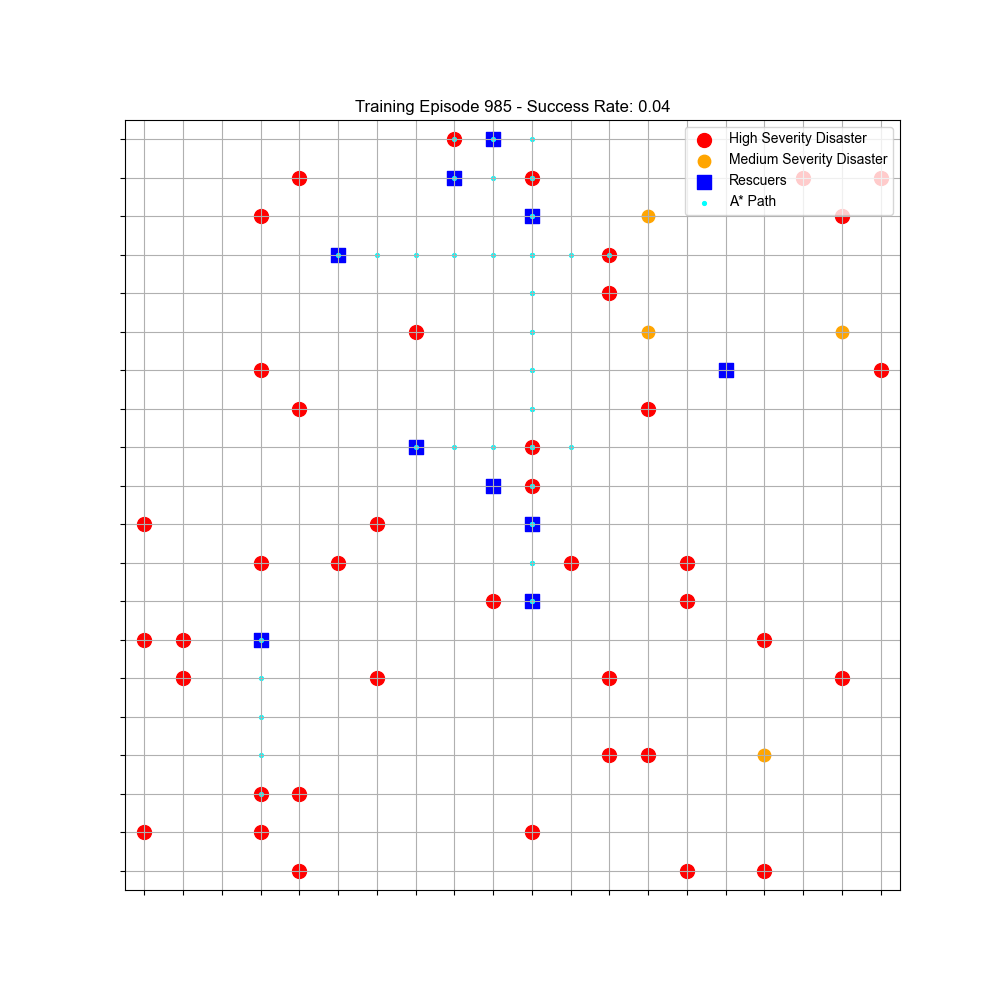 Training Episode 985 - Success Rate: 0.04
High Severity Disaster
Medium Severity Disaster
Rescuers
A* Path